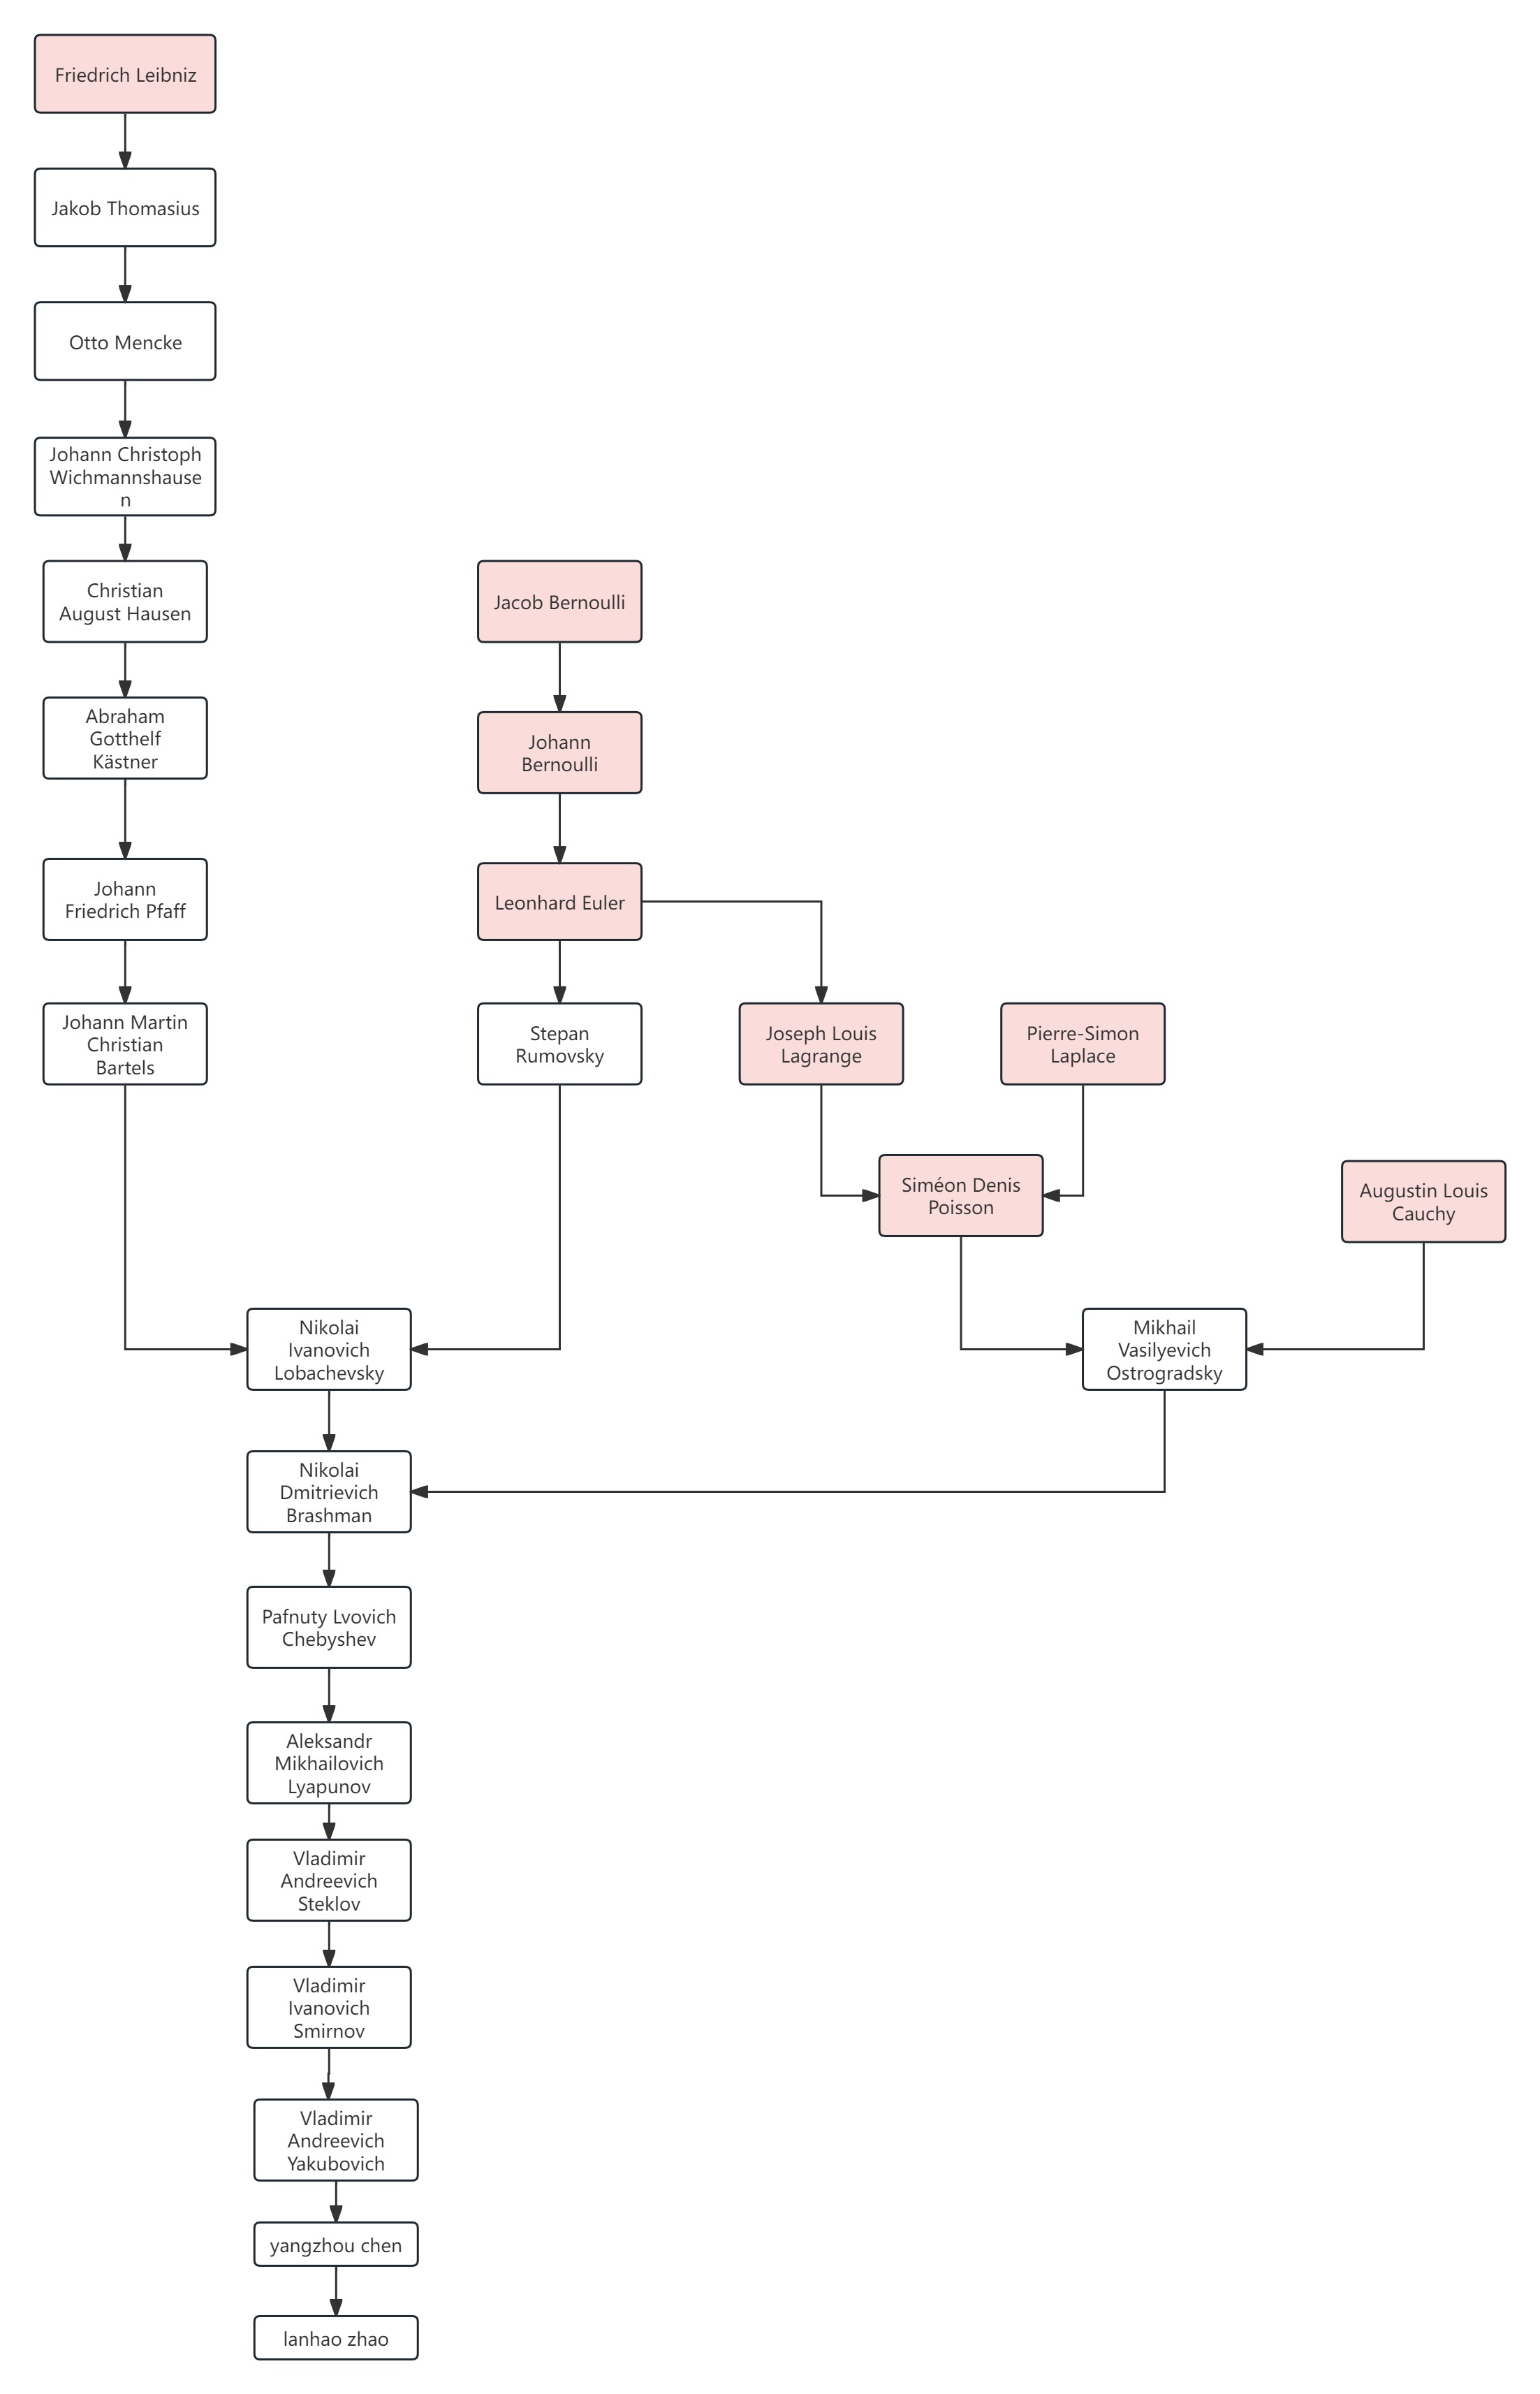 Friedrich Leibniz
Jakob Thomasius
Otto Mencke
Johann Christoph
Wichmannshause
n
Christian
August Hausen
Jacob Bernoulli
Abraham
Gotthelf
Kästner
Johann
Bernoulli
Johann
Friedrich Pfaff
Leonhard Euler
Johann Martin
Christian
Bartels
Stepan
Rumovsky
Joseph Louis
Lagrange
Pierre-Simon
Laplace
Siméon Denis
Poisson
Augustin Louis
Cauchy
Nikolai
Ivanovich
Lobachevsky
Mikhail
Vasilyevich
Ostrogradsky
Nikolai
Dmitrievich
Brashman
Pafnuty Lvovich
Chebyshev
Aleksandr
Mikhailovich
Lyapunov
Vladimir
Andreevich
Steklov
Vladimir
Ivanovich
Smirnov
Vladimir
Andreevich
Yakubovich
yangzhou chen
lanhao zhao